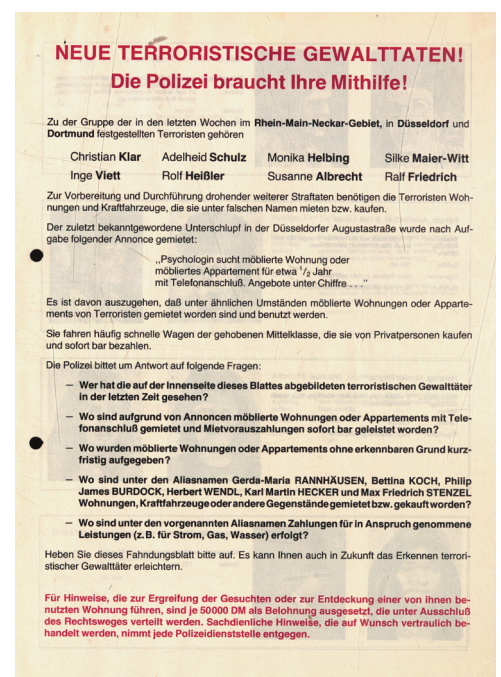 NEUE TERRORISTISCHE GEWALTTATEN!
Die Polizei braucht Ihre Mithilfe!
Zu der Gruppe der in den letzten Wochen im Rhein-Main-Neckar-Gebiet, in Düsseldorf und
Dortmund festgestellten Terroristen gehören
Christian Klar Adelheid Schulz Monika Helbing Silke Maier-Witt
Inge Viett Rolf Heißler Susanne Albrecht Ralf Friedrich
Zur Vorbereitung und Durchführung drohender weiterer Straftaten benötigen die Terroristen Woh-
nungen und Kraftfahrzeuge, die sie unter falschen Namen mieten bzw. kaufen.
Der zuletzt bekanntgewordene Unterschlupf in der Düsseldorfer Augustastraße wurde nach Auf-
gabe folgender Annonce gemietet:
„Psychologin sucht möblierte Wohnung oder
möbliertes Appartement für etwa 1/2 Jahr
mit Telefonanschluß. Angebote unter Chiffre . . .“
Es ist davon auszugehen, daß unter ähnlichen Umständen möblierte Wohnungen oder Apparte-
ments von Terroristen gemietet worden sind und benutzt werden.
Sie fahren häufig schnelle Wagen der gehobenen Mittelklasse, die sie von Privatpersonen kaufen
und sofort bar bezahlen.
Die Polizei bittet um Antwort auf folgende Fragen:
– Wer hat die auf der Innenseite dieses Blattes abgebildeten terroristischen Gewalttäter
in der letzten Zeit gesehen?
– Wo sind aufgrund von Annoncen möblierte Wohnungen oder Appartements mit Tele-
fonanschluß gemietet und Mietvorauszahlungen sofort bar geleistet worden?
– Wo wurden möblierte Wohnungen oder Appartements ohne erkennbaren Grund kurz-
fristig aufgegeben?
– Wo sind unter den Aliasnamen Gerda-Maria RANNHÄUSEN, Bettina KOCH, Philip
James BURDOCK, Herbert WENDL, Karl Martin HECKER und Max Friedrich STENZEL
Wohnungen, Kraftfahrzeuge oder andere Gegenstände gemietet bzw. gekauft worden?
– Wo sind unter den vorgenannten Aliasnamen Zahlungen für in Anspruch genommene
Leistungen (z. B. für Strom, Gas, Wasser) erfolgt?
Heben Sie dieses Fahndungsblatt bitte auf. Es kann Ihnen auch in Zukunft das Erkennen terrori-
stischer Gewalttäter erleichtern.
Für Hinweise, die zur Ergreifung der Gesuchten oder zur Entdeckung einer von ihnen be-
nutzten Wohnung führen, sind je 50000 DM als Belohnung ausgesetzt, die unter Ausschluß
des Rechtsweges verteilt werden. Sachdienliche Hinweise, die auf Wunsch vertraulich be-
handelt werden, nimmt jede Polizeidienststelle entgegen.